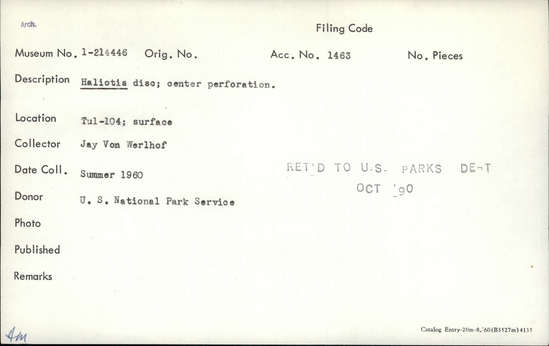 Arch.
Filing Code
Museum No. 1-214446 Orig. No. Acc. No. 1463 No. Pieces
Description Haliotis disc; center perforation.
Location Tul-104; surface
Collector Jay Von Werlhof
Date Coll. Summer 1960
RET'D TO U.S. PARKS DEPT
OCT '90
Donor U. S. National Park Service
Photo
Published
Remarks
Catalog Entry-20m-8,'60(B3527m)4135
AM